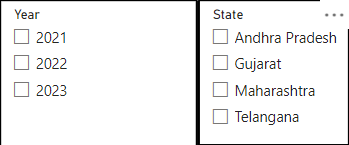 Year
2021
2022
2023
State
Andhra Pradesh
Gujarat
Maharashtra
Telangana